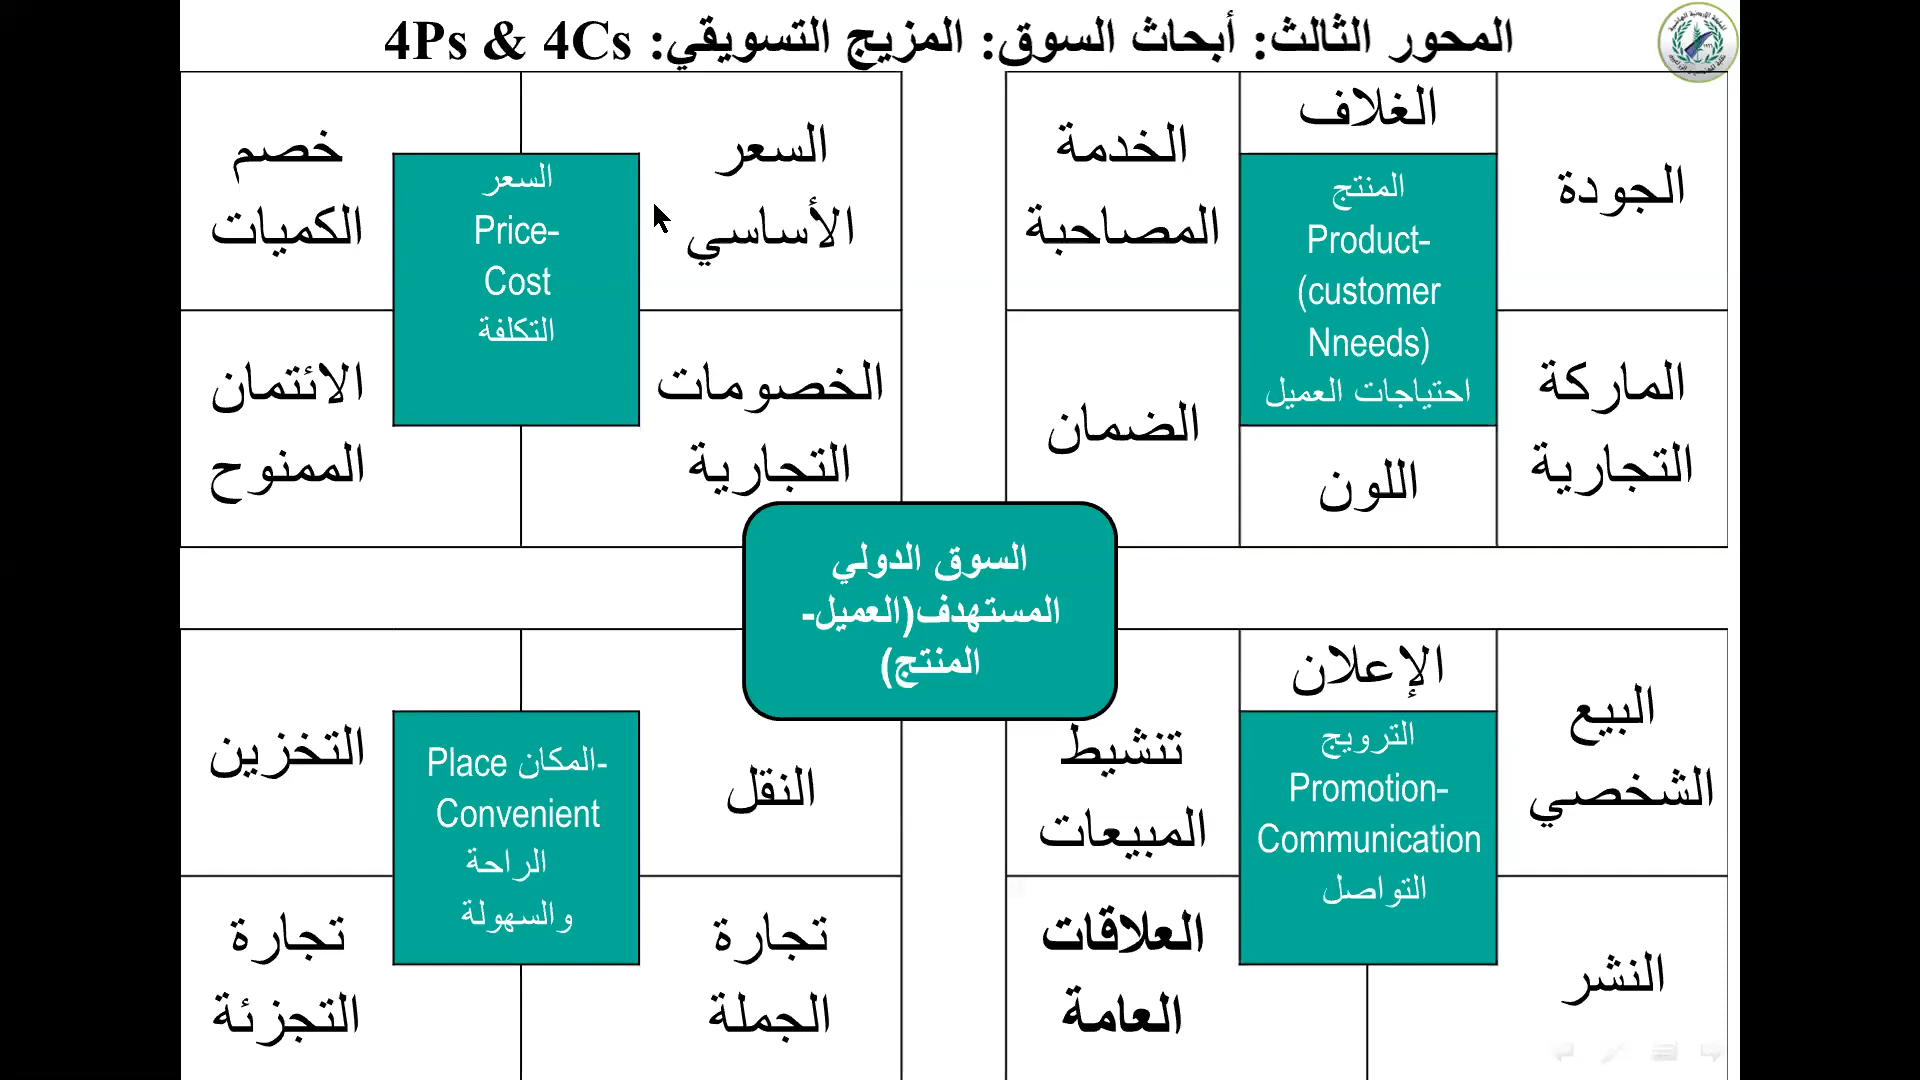 المحور الثالث: أبحاث السوق: المزيج التسويقي: 4Ps & 4Cs
الجودة
الغلاف
الخدمة
المصاحبة
المنتج
Product-
(customer
Nneeds)
احتياجات العميل
الماركة
التجارية
اللون
الضمان
السعر
الأساسي
خصم
الكميات
السعر
Price-
Cost
التكلفة
الخصومات
التجارية
الائتمان
الممنوح
السوق الدولي
المستهدف(العميل-
المنتج)
البيع
الشخصي
الإعلان
تنشيط
المبيعات
الترويج
Promotion-
Communication
التواصل
النشر
العلاقات
العامة
النقل
التخزين
Place المكان-
Convenient
الراحة
والسهولة
تجارة
الجملة
تجارة
التجزئة